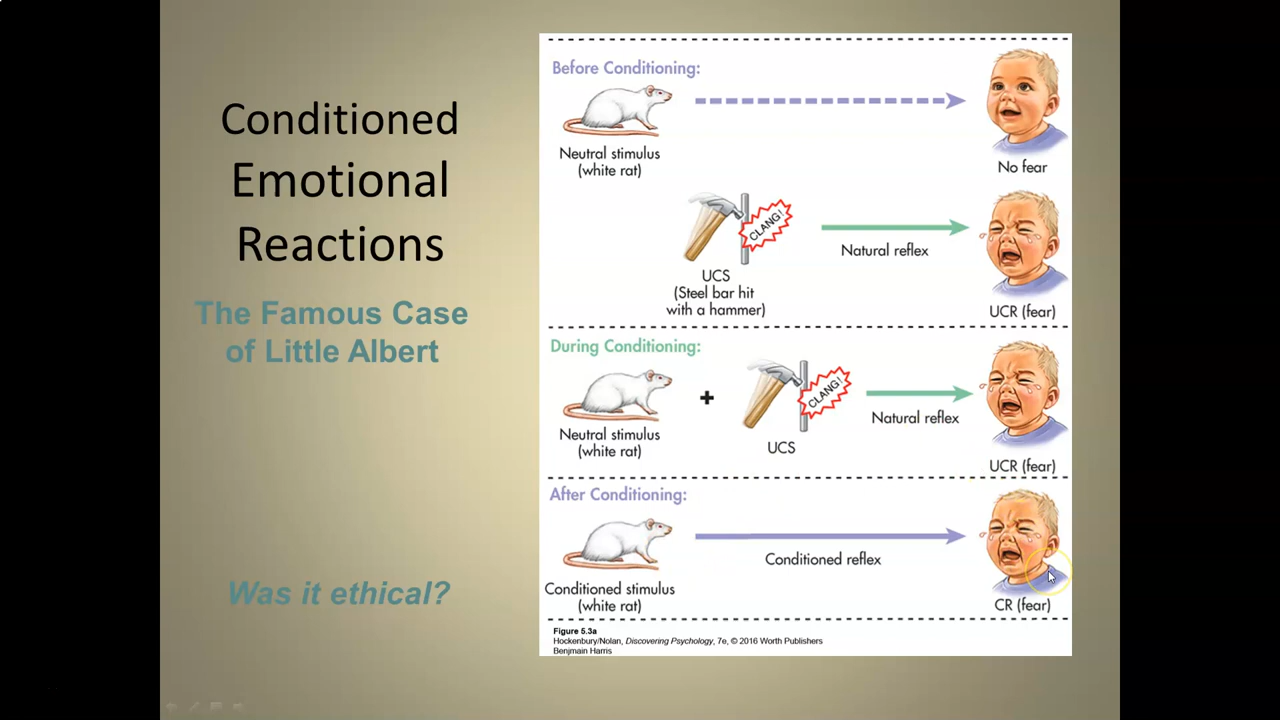 Conditioned
Emotional
Reactions
The Famous Case
of Little Albert
Was it ethical?
Before Conditioning:
Neutral stimulus
(white rat)
No fear
CLANG!
UCS
(Steel bar hit
with a hammer)
Natural reflex
UCR (fear)
During Conditioning:
Neutral stimulus
(white rat)
+
CLANG!
UCS
Natural reflex
UCR (fear)
After Conditioning:
Conditioned stimulus
(white rat)
Conditioned reflex
CR (fear)
Figure 5.3a
Hockenbury/Nolan, Discovering Psychology, 7e, © 2016 Worth Publishers
Benjmain Harris